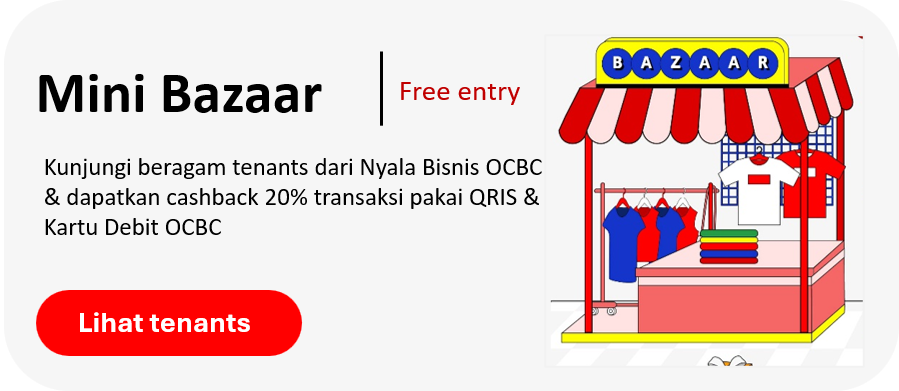 Mini Bazaar
Free entry
Kunjungi beragam tenants dari Nyala Bisnis OCBC
& dapatkan cashback 20% transaksi pakai QRIS &
Kartu Debit OCBC
Lihat tenants
BAZAAR